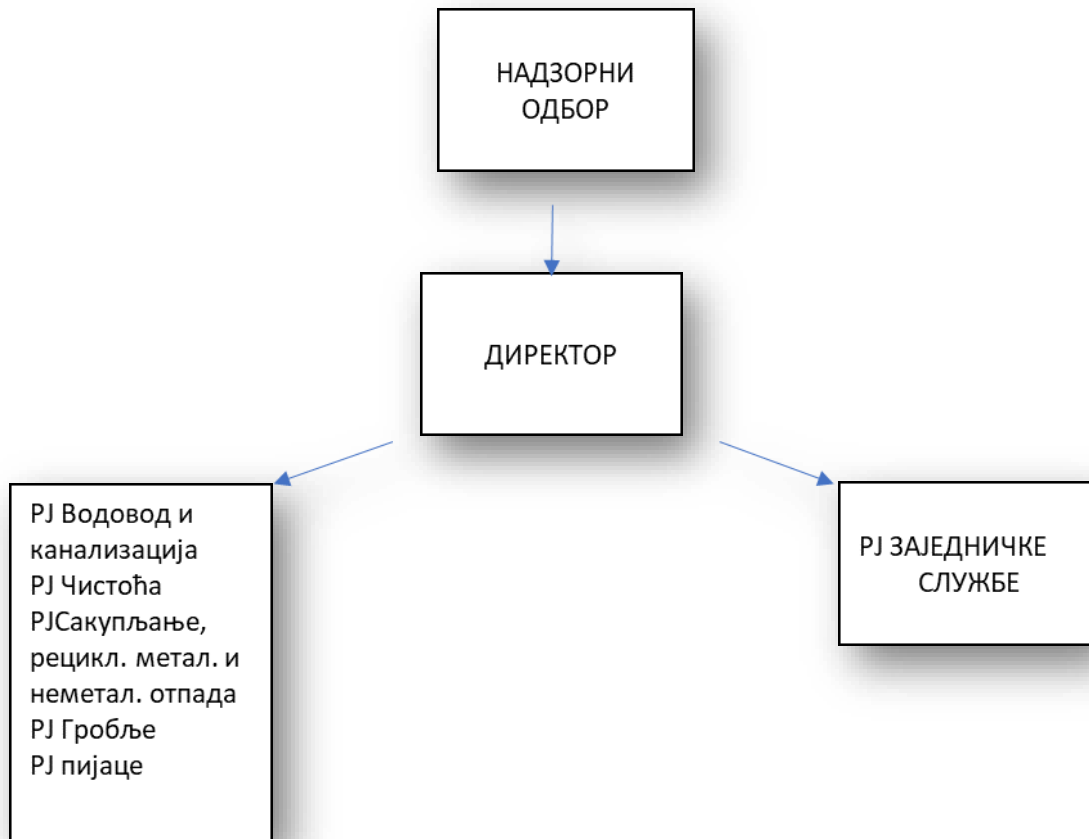 НАДЗОРНИ
ОДБОР
ДИРЕКТОР
РЈ Водовод и
канализација
РЈ Чистоћа
РЈСакупљање,
рецикл. метал. и
неметал. отпада
РЈ Гробље
РЈ пијаце
РЈ ЗАЈЕДНИЧКЕ
СЛУЖБЕ